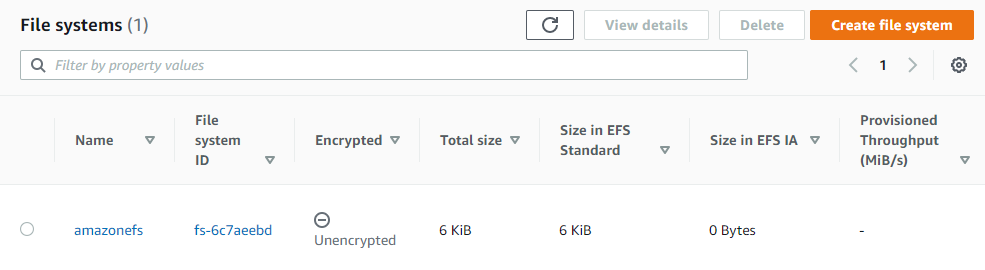 File systems (1)
View details
Delete
Create file system
Filter by property values
1
Name
File system ID
Encrypted
Total size
Size in EFS Standard
Size in EFS IA
Provisioned Throughput (MiB/s)
amazonefs
fs-6c7aeebd
Unencrypted
6 KiB
6 KiB
0 Bytes
-